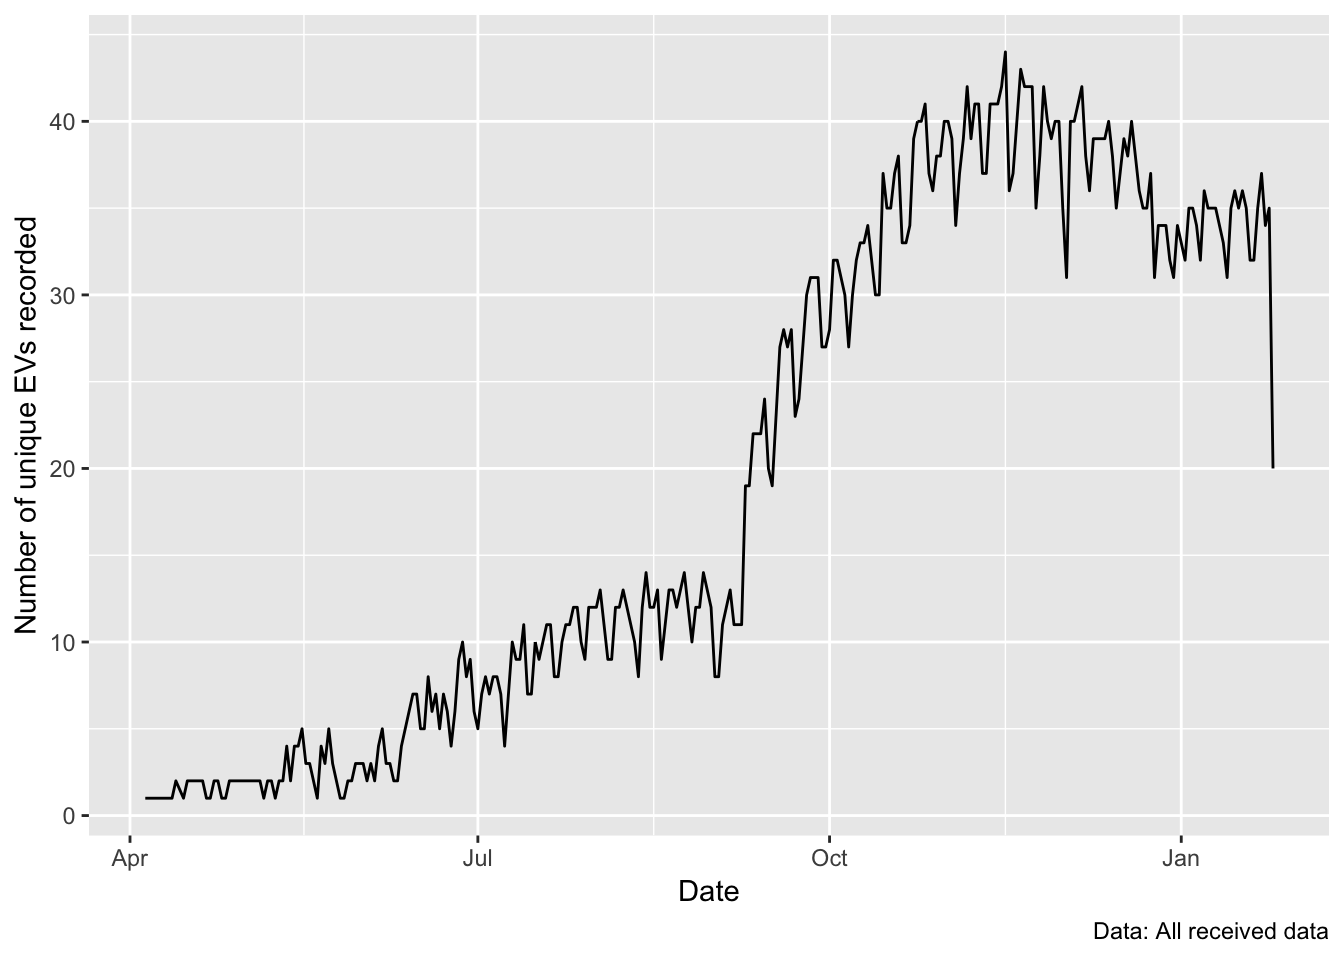 Number of unique EVs recorded
40
30
20
10
0
Apr
Jul
Oct
Jan
Date
Data: All received data